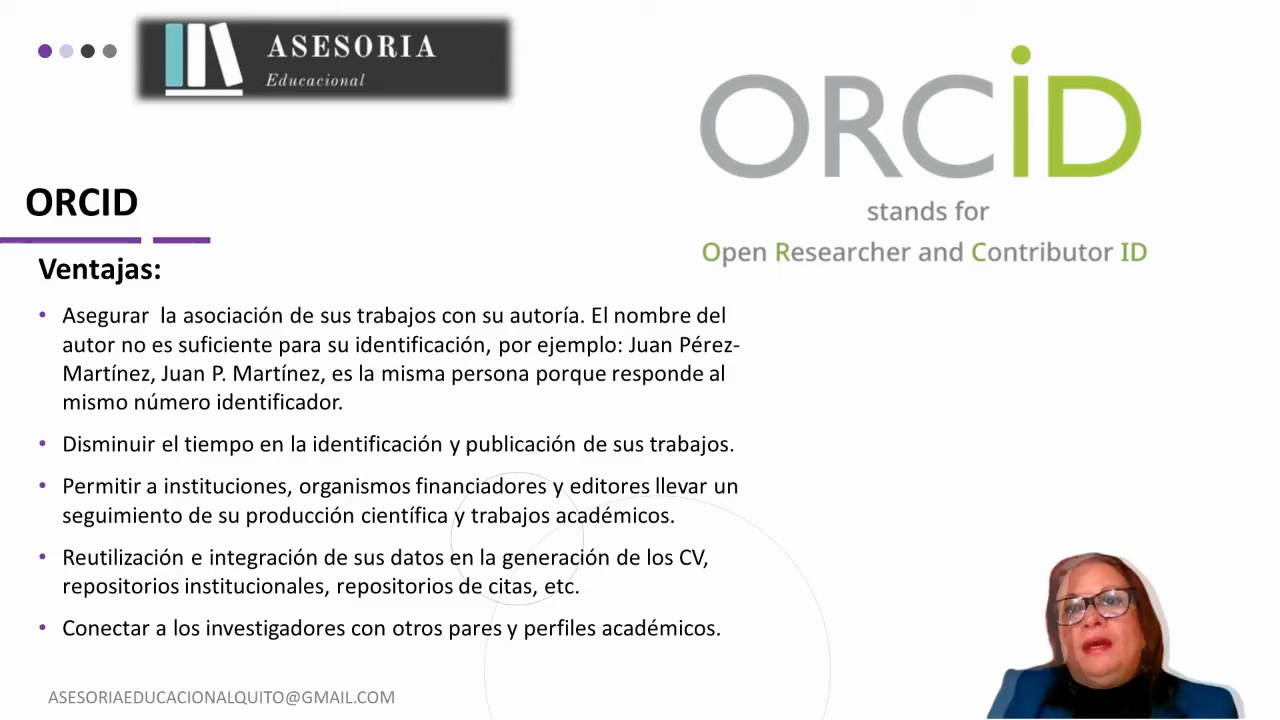 ASESORIA
Educacional
ORCID
stands for
Open Researcher and Contributor ID
ORCID
Ventajas:
• Asegurar la asociación de sus trabajos con su autoría. El nombre del
autor no es suficiente para su identificación, por ejemplo: Juan Pérez-
Martínez, Juan P. Martínez, es la misma persona porque responde al
mismo número identificador.
• Disminuir el tiempo en la identificación y publicación de sus trabajos.
• Permitir a instituciones, organismos financiadores y editores llevar un
seguimiento de su producción científica y trabajos académicos.
• Reutilización e integración de sus datos en la generación de los CV,
repositorios institucionales, repositorios de citas, etc.
• Conectar a los investigadores con otros pares y perfiles académicos.
ASESORIAEDUCACIONALQUITO@GMAIL.COM